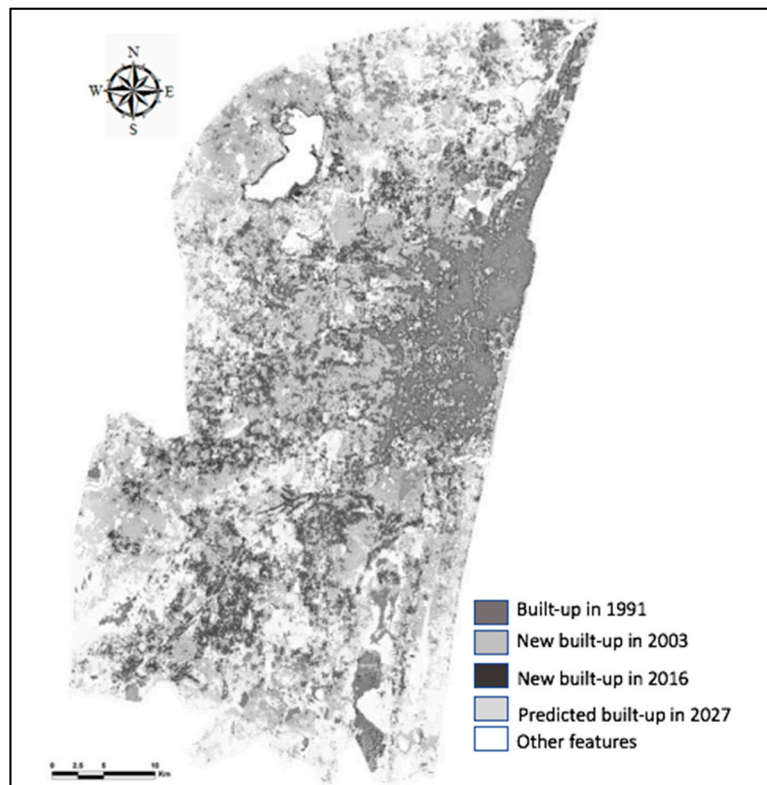 N
W E
S
Built-up in 1991
New built-up in 2003
New built-up in 2016
Predicted built-up in 2027
Other features
0 2.5 5 10
Km